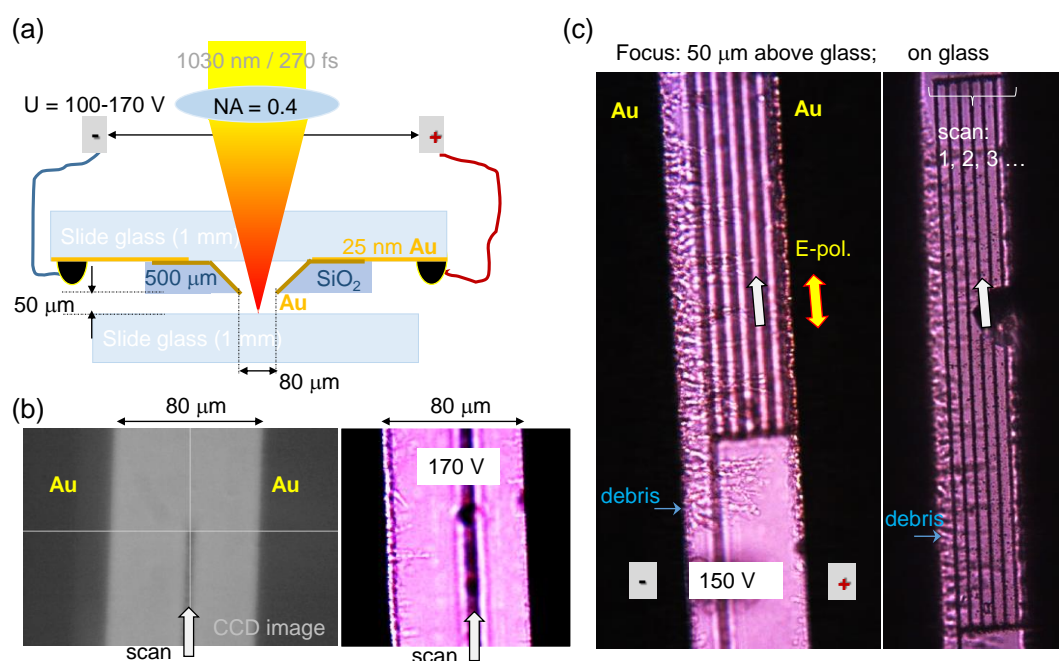 (a)
1030 nm / 270 fs
U = 100-170 V
NA = 0.4
-
+
Slide glass (1 mm)
25 nm Au
500 μm
SiO2
50 μm
Au
Slide glass (1 mm)
80 μm
(b)
80 μm
80 μm
Au
Au
170 V
CCD image
scan
scan
(c)
Focus: 50 μm above glass;
on glass
Au
Au
scan:
1, 2, 3 ...
E-pol.
debris
debris
-
150 V
+